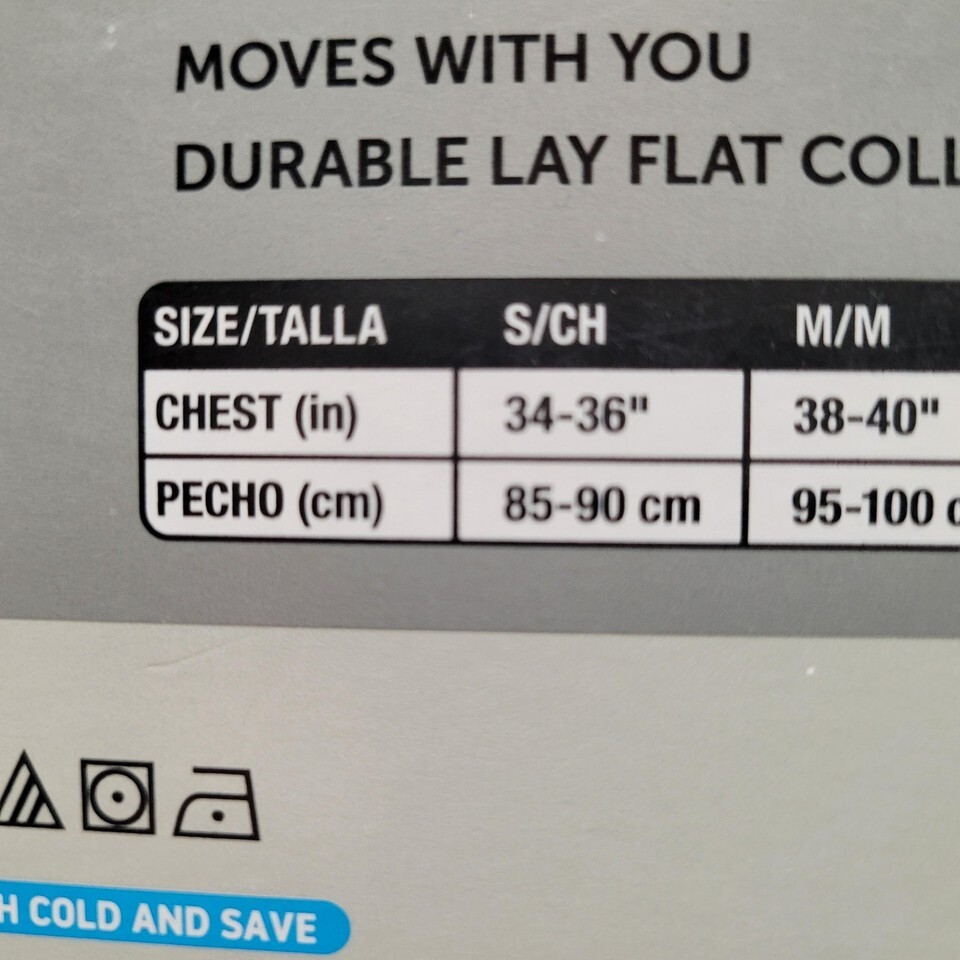 MOVES WITH YOU
DURABLE LAY FLAT COLL
SIZE/TALLA S/CH M/M
CHEST (in) 34-36" 38-40"
PECHO (cm) 85-90 cm 95-100 c
H COLD AND SAVE